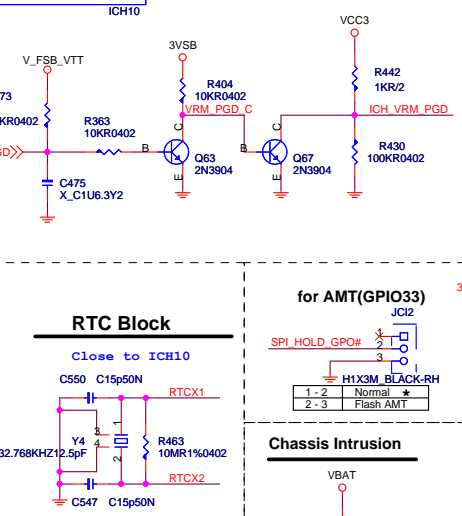 ICH10
VCC3
3VSB
V_FSB_VTT
R404
10KR0402
R442
1KR/2
73
KR0402
VRM_PGD_C
ICH_VRM_PGD
R363
10KR0402
C
C
B
B
Q63
2N3904
Q67
2N3904
R430
100KR0402
E
E
C475
X_C1U6.3Y2
for AMT(GPIO33)
3
JCI2
RTC Block
1
SPI_HOLD_GPO#
2
Close to ICH10
3
C550
C15p50N
RTCX1
H1X3M_BLACK-RH
1 - 2 Normal *
2 - 3 Flash AMT
3
4
Y4
32.768KHZ12.5pF
1
2
R463
10MR1%0402
Chassis Intrusion
RTCX2
VBAT
C547
C15p50N